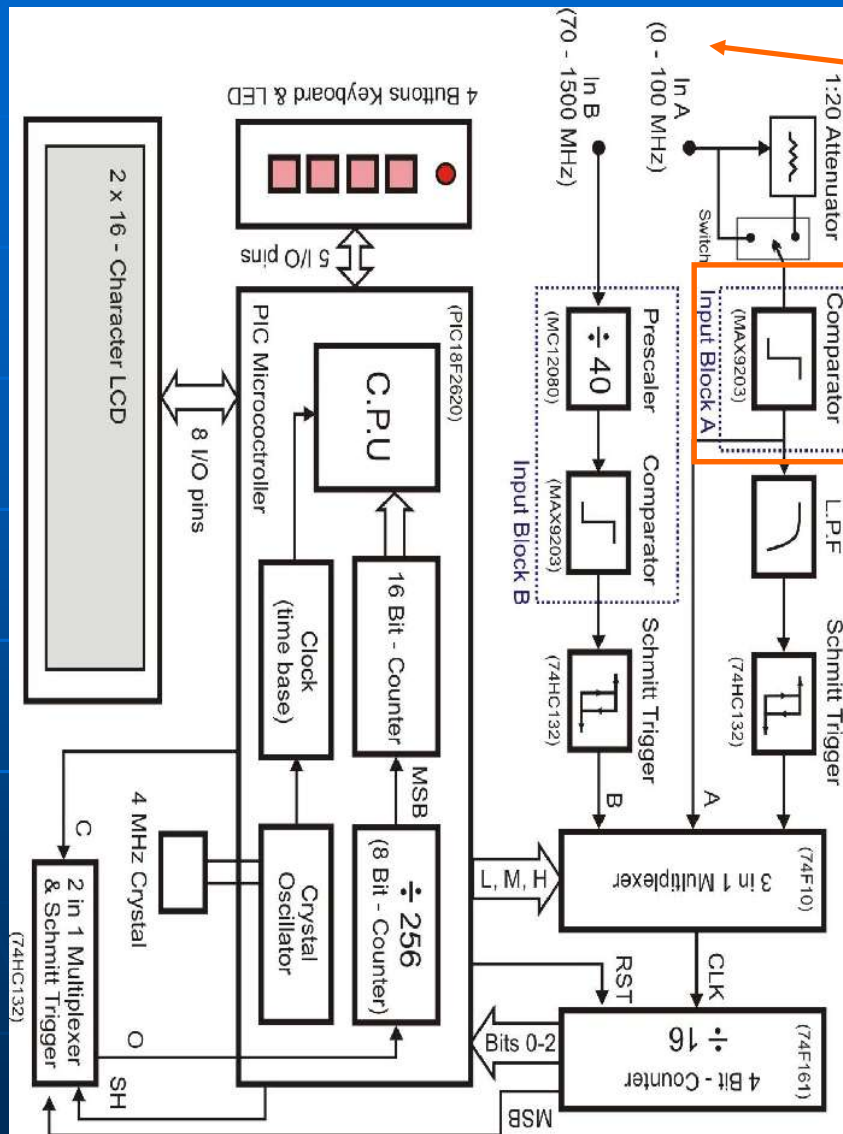 1:20 Attenuator
In A
(0 - 100 MHz)
Switch
Comparator
(MAX9203)
Input Block A
L.P.F
Schmitt Trigger
(74HC132)
In B
(70 - 1500 MHz)
Prescaler
÷ 40
(MC12080)
Comparator
(MAX9203)
Input Block B
Schmitt Trigger
(74HC132)
A
B
3 in 1 Multiplexer
(74F10)
L, M, H
CLK
RST
4 Bit - Counter
÷ 16
(74F161)
Bits 0-2
MSB
4 Buttons Keyboard & LED
5 I/O pins
PIC Micrococtroller
(PIC18F2620)
C.P.U
16 Bit - Counter
MSB
÷ 256
(8 Bit - Counter)
Clock
(time base)
Crystal
Oscillator
4 MHz Crystal
2 x 16 - Character LCD
8 I/O pins
C
O
SH
2 in 1 Multiplexer
& Schmitt Trigger
(74HC132)